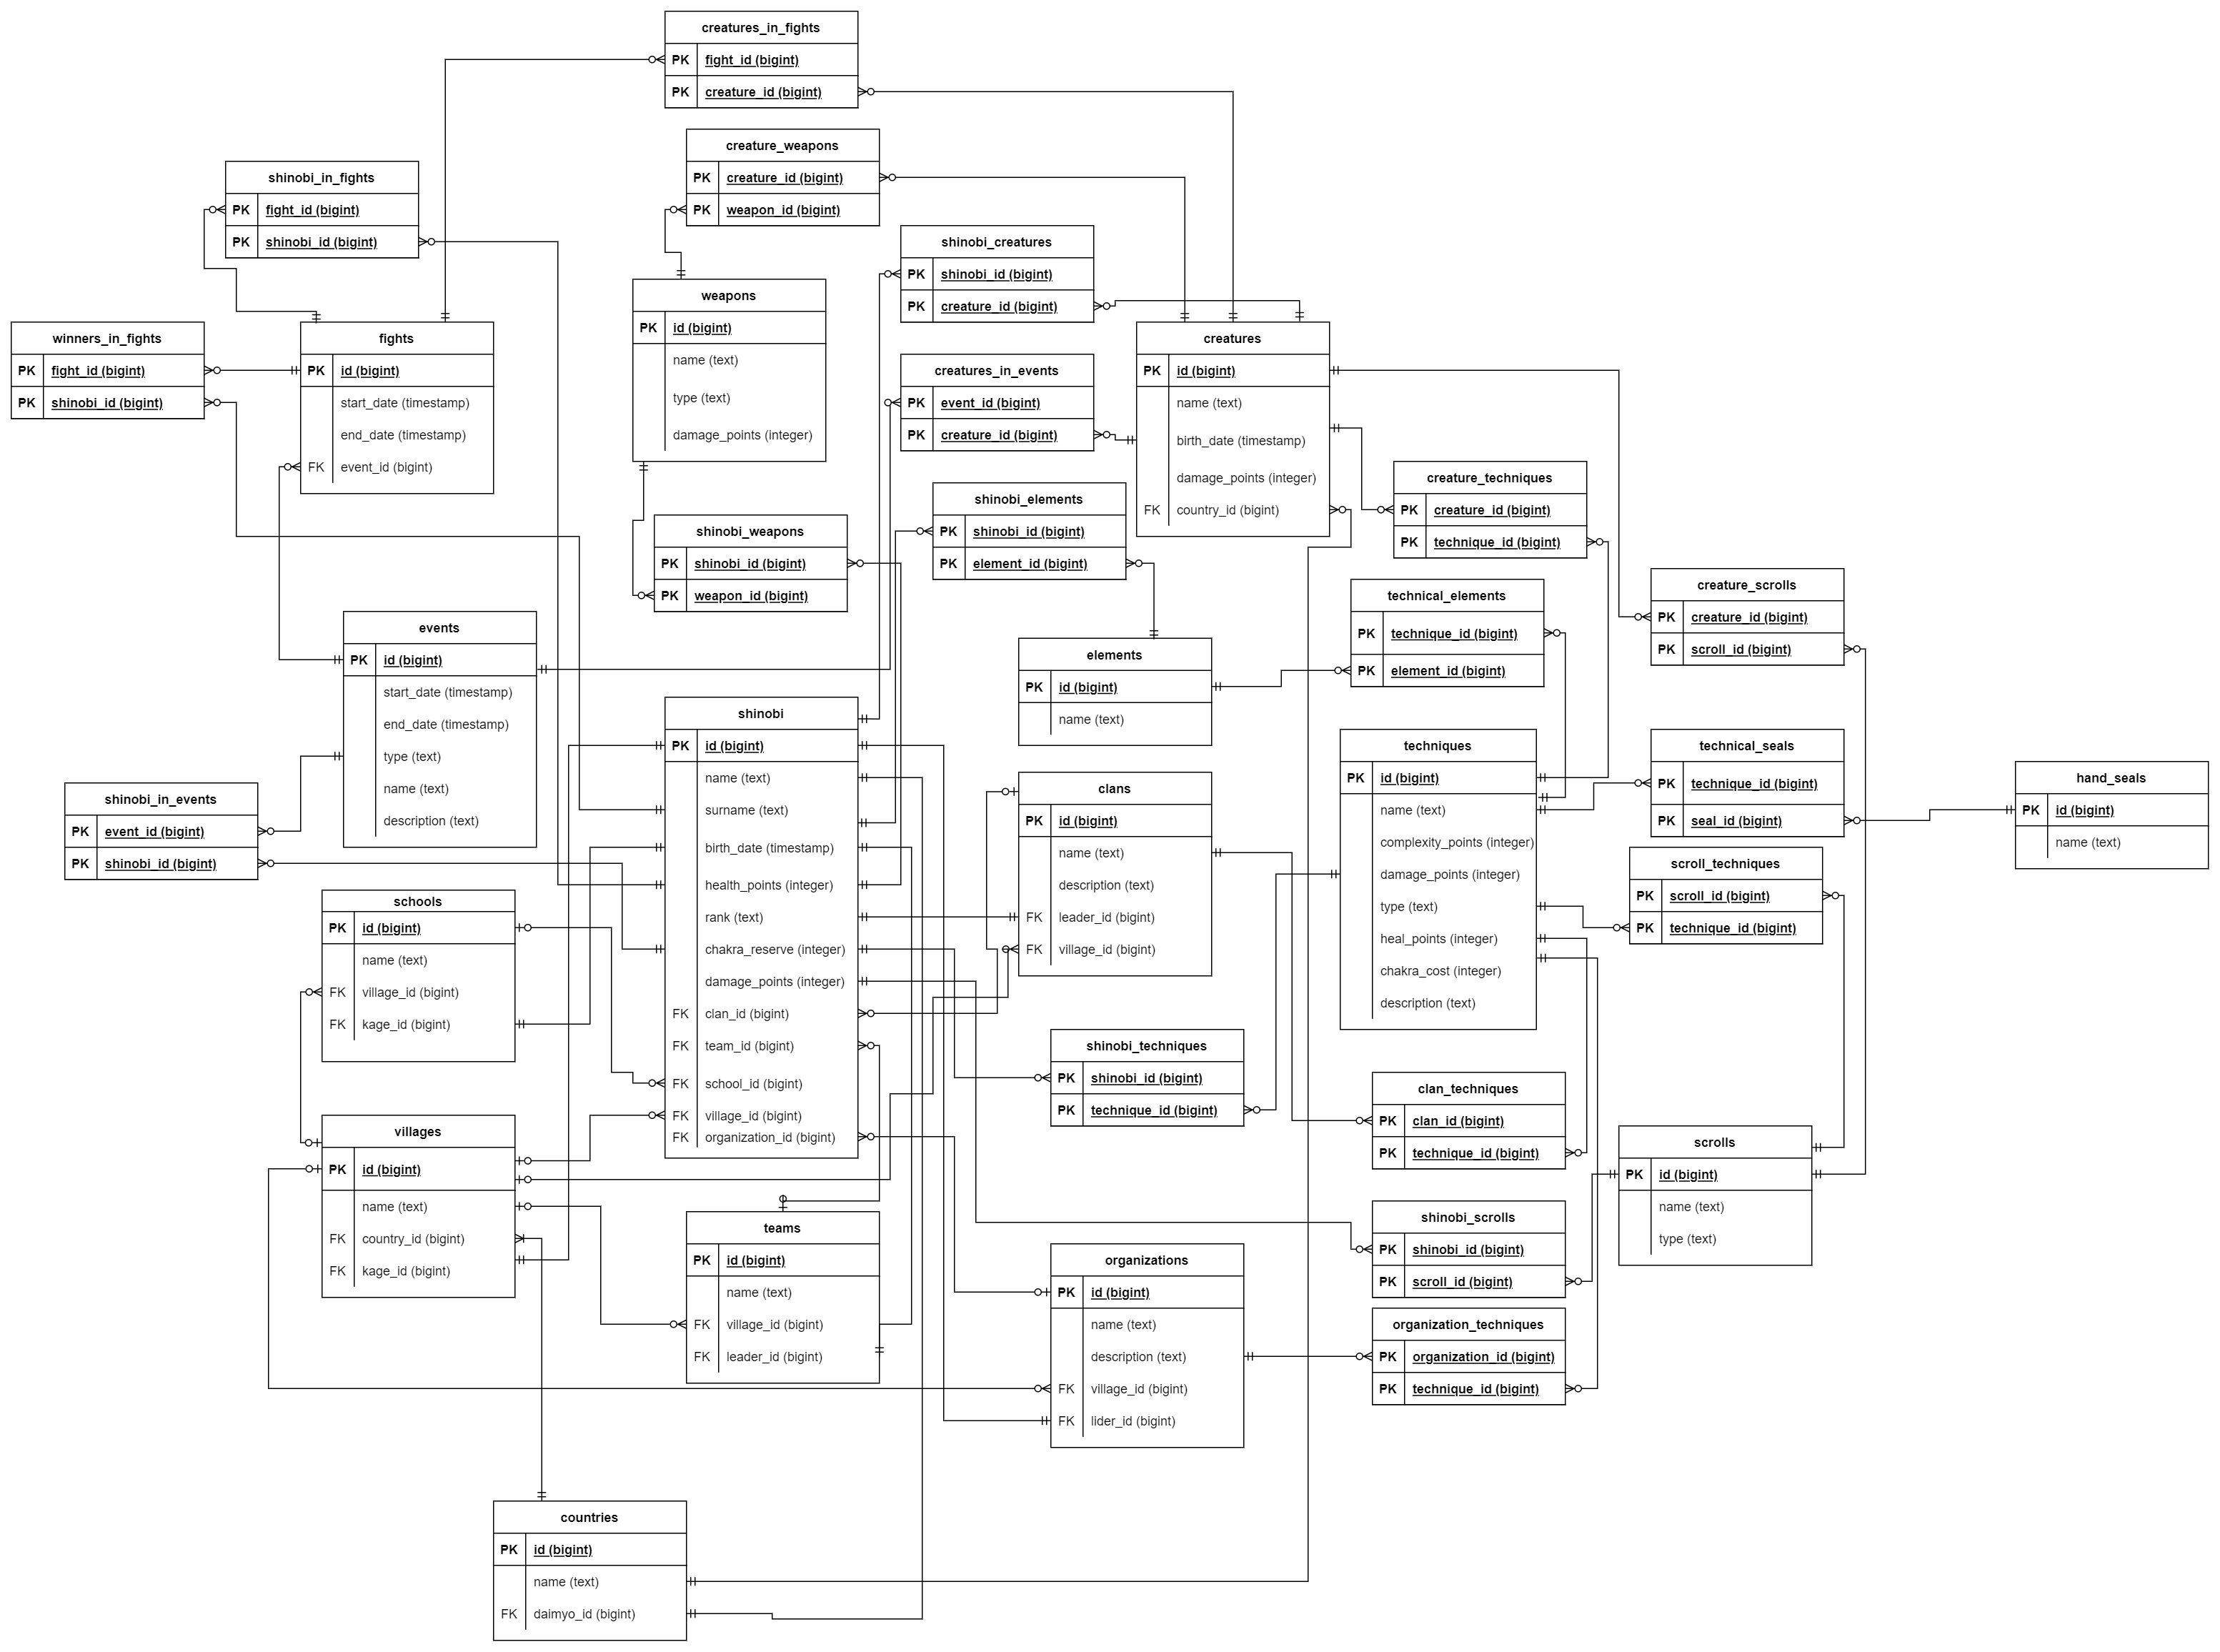 creatures_in_fights
PK fight_id (bigint)
PK creature_id (bigint)
creature_weapons
PK creature_id (bigint)
PK weapon_id (bigint)
shinobi_in_fights
PK fight_id (bigint)
PK shinobi_id (bigint)
shinobi_creatures
PK shinobi_id (bigint)
PK creature_id (bigint)
weapons
PK id (bigint)
name (text)
type (text)
damage_points (integer)
winners_in_fights
PK fight_id (bigint)
PK shinobi_id (bigint)
fights
PK id (bigint)
start_date (timestamp)
end_date (timestamp)
FK event_id (bigint)
creatures_in_events
PK event_id (bigint)
PK creature_id (bigint)
creatures
PK id (bigint)
name (text)
birth_date (timestamp)
damage_points (integer)
FK country_id (bigint)
creature_techniques
PK creature_id (bigint)
PK technique_id (bigint)
shinobi_elements
PK shinobi_id (bigint)
PK element_id (bigint)
shinobi_weapons
PK shinobi_id (bigint)
PK weapon_id (bigint)
creature_scrolls
PK creature_id (bigint)
PK scroll_id (bigint)
technical_elements
PK technique_id (bigint)
PK element_id (bigint)
events
PK id (bigint)
start_date (timestamp)
end_date (timestamp)
type (text)
name (text)
description (text)
elements
PK id (bigint)
name (text)
shinobi
PK id (bigint)
name (text)
surname (text)
birth_date (timestamp)
health_points (integer)
rank (text)
chakra_reserve (integer)
damage_points (integer)
FK clan_id (bigint)
FK team_id (bigint)
FK school_id (bigint)
FK village_id (bigint)
FK organization_id (bigint)
techniques
PK id (bigint)
name (text)
complexity_points (integer)
damage_points (integer)
type (text)
heal_points (integer)
chakra_cost (integer)
description (text)
technical_seals
PK technique_id (bigint)
PK seal_id (bigint)
hand_seals
PK id (bigint)
name (text)
clans
PK id (bigint)
name (text)
description (text)
FK leader_id (bigint)
FK village_id (bigint)
shinobi_in_events
PK event_id (bigint)
PK shinobi_id (bigint)
scroll_techniques
PK scroll_id (bigint)
PK technique_id (bigint)
schools
PK id (bigint)
name (text)
FK village_id (bigint)
FK kage_id (bigint)
shinobi_techniques
PK shinobi_id (bigint)
PK technique_id (bigint)
clan_techniques
PK clan_id (bigint)
PK technique_id (bigint)
villages
PK id (bigint)
name (text)
FK country_id (bigint)
FK kage_id (bigint)
scrolls
PK id (bigint)
name (text)
type (text)
shinobi_scrolls
PK shinobi_id (bigint)
PK scroll_id (bigint)
teams
PK id (bigint)
name (text)
FK village_id (bigint)
FK leader_id (bigint)
organizations
PK id (bigint)
name (text)
description (text)
FK village_id (bigint)
FK lider_id (bigint)
organization_techniques
PK organization_id (bigint)
PK technique_id (bigint)
countries
PK id (bigint)
name (text)
FK daimyo_id (bigint)